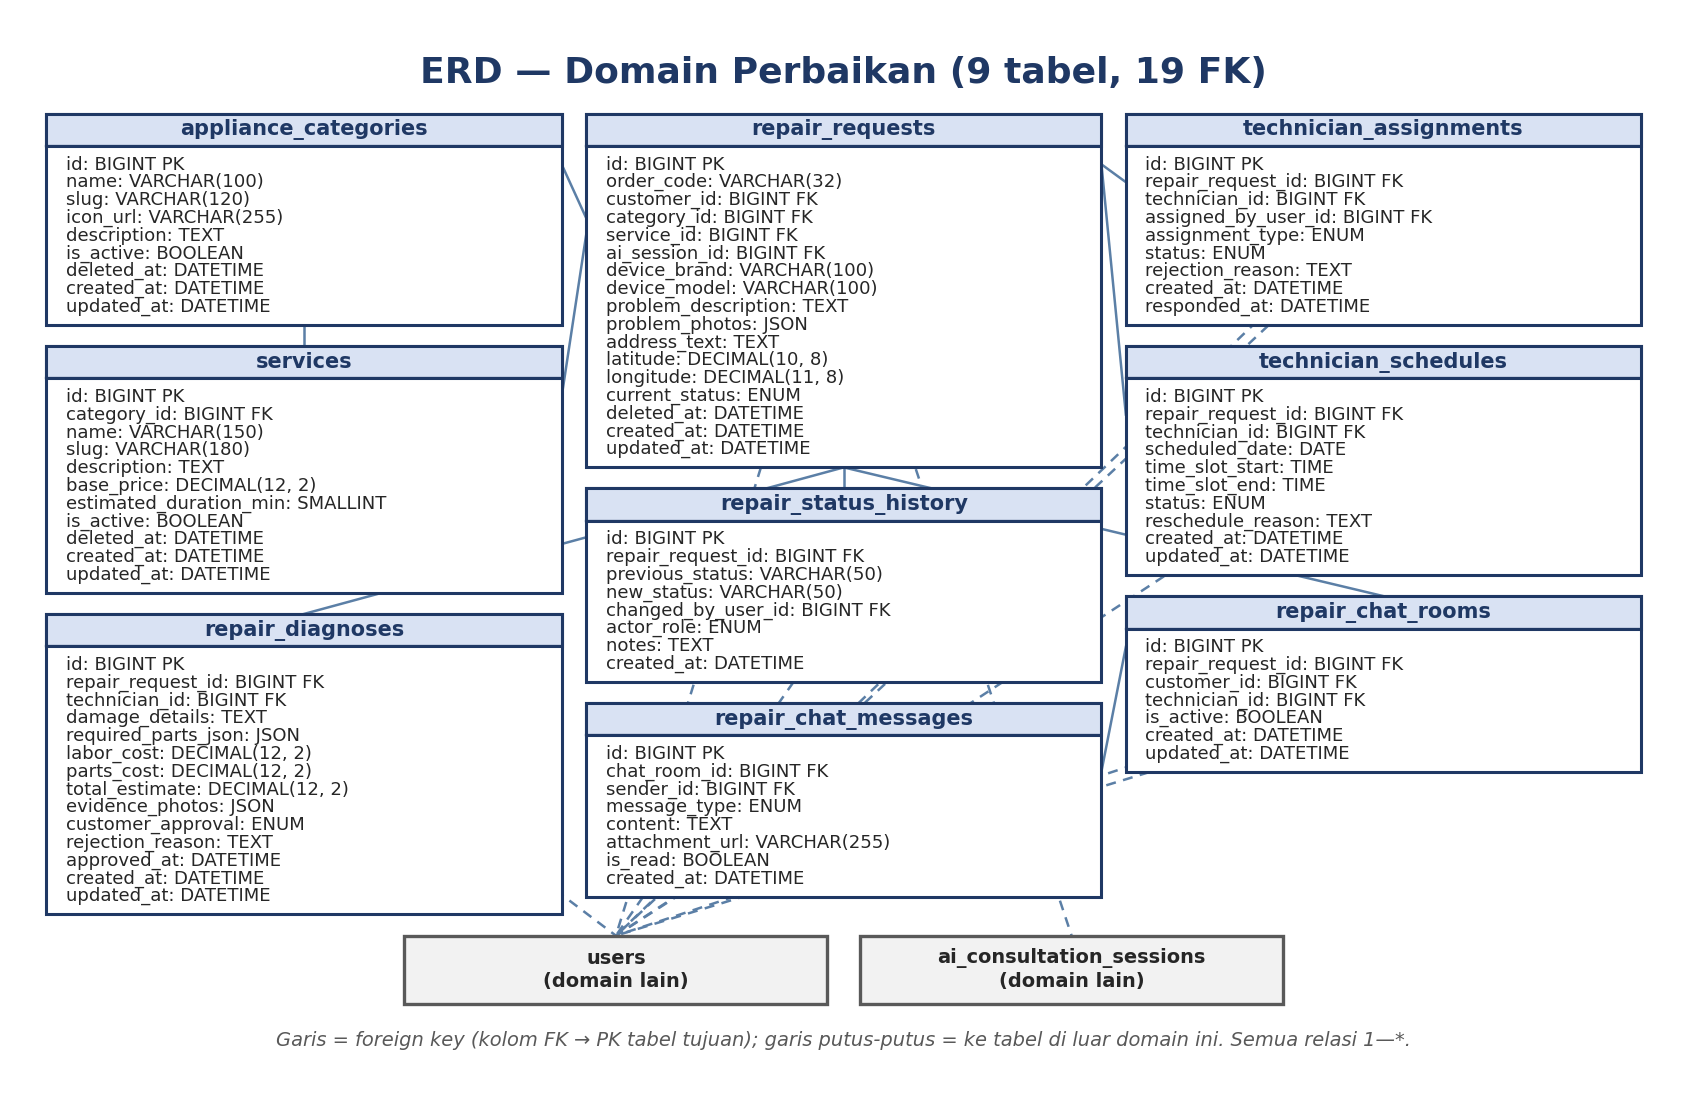 ERD — Domain Perbaikan (9 tabel, 19 FK)
appliance_categories
id: BIGINT PK
name: VARCHAR(100)
slug: VARCHAR(120)
icon_url: VARCHAR(255)
description: TEXT
is_active: BOOLEAN
deleted_at: DATETIME
created_at: DATETIME
updated_at: DATETIME
services
id: BIGINT PK
category_id: BIGINT FK
name: VARCHAR(150)
slug: VARCHAR(180)
description: TEXT
base_price: DECIMAL(12, 2)
estimated_duration_min: SMALLINT
is_active: BOOLEAN
deleted_at: DATETIME
created_at: DATETIME
updated_at: DATETIME
repair_diagnoses
id: BIGINT PK
repair_request_id: BIGINT FK
technician_id: BIGINT FK
damage_details: TEXT
required_parts_json: JSON
labor_cost: DECIMAL(12, 2)
parts_cost: DECIMAL(12, 2)
total_estimate: DECIMAL(12, 2)
evidence_photos: JSON
customer_approval: ENUM
rejection_reason: TEXT
approved_at: DATETIME
created_at: DATETIME
updated_at: DATETIME
repair_requests
id: BIGINT PK
order_code: VARCHAR(32)
customer_id: BIGINT FK
category_id: BIGINT FK
service_id: BIGINT FK
ai_session_id: BIGINT FK
device_brand: VARCHAR(100)
device_model: VARCHAR(100)
problem_description: TEXT
problem_photos: JSON
address_text: TEXT
latitude: DECIMAL(10, 8)
longitude: DECIMAL(11, 8)
current_status: ENUM
deleted_at: DATETIME
created_at: DATETIME
updated_at: DATETIME
repair_status_history
id: BIGINT PK
repair_request_id: BIGINT FK
previous_status: VARCHAR(50)
new_status: VARCHAR(50)
changed_by_user_id: BIGINT FK
actor_role: ENUM
notes: TEXT
created_at: DATETIME
repair_chat_messages
id: BIGINT PK
chat_room_id: BIGINT FK
sender_id: BIGINT FK
message_type: ENUM
content: TEXT
attachment_url: VARCHAR(255)
is_read: BOOLEAN
created_at: DATETIME
technician_assignments
id: BIGINT PK
repair_request_id: BIGINT FK
technician_id: BIGINT FK
assigned_by_user_id: BIGINT FK
assignment_type: ENUM
status: ENUM
rejection_reason: TEXT
created_at: DATETIME
responded_at: DATETIME
technician_schedules
id: BIGINT PK
repair_request_id: BIGINT FK
technician_id: BIGINT FK
scheduled_date: DATE
time_slot_start: TIME
time_slot_end: TIME
status: ENUM
reschedule_reason: TEXT
created_at: DATETIME
updated_at: DATETIME
repair_chat_rooms
id: BIGINT PK
repair_request_id: BIGINT FK
customer_id: BIGINT FK
technician_id: BIGINT FK
is_active: BOOLEAN
created_at: DATETIME
updated_at: DATETIME
users
(domain lain)
ai_consultation_sessions
(domain lain)
Garis = foreign key (kolom FK → PK tabel tujuan); garis putus-putus = ke tabel di luar domain ini. Semua relasi 1—*.